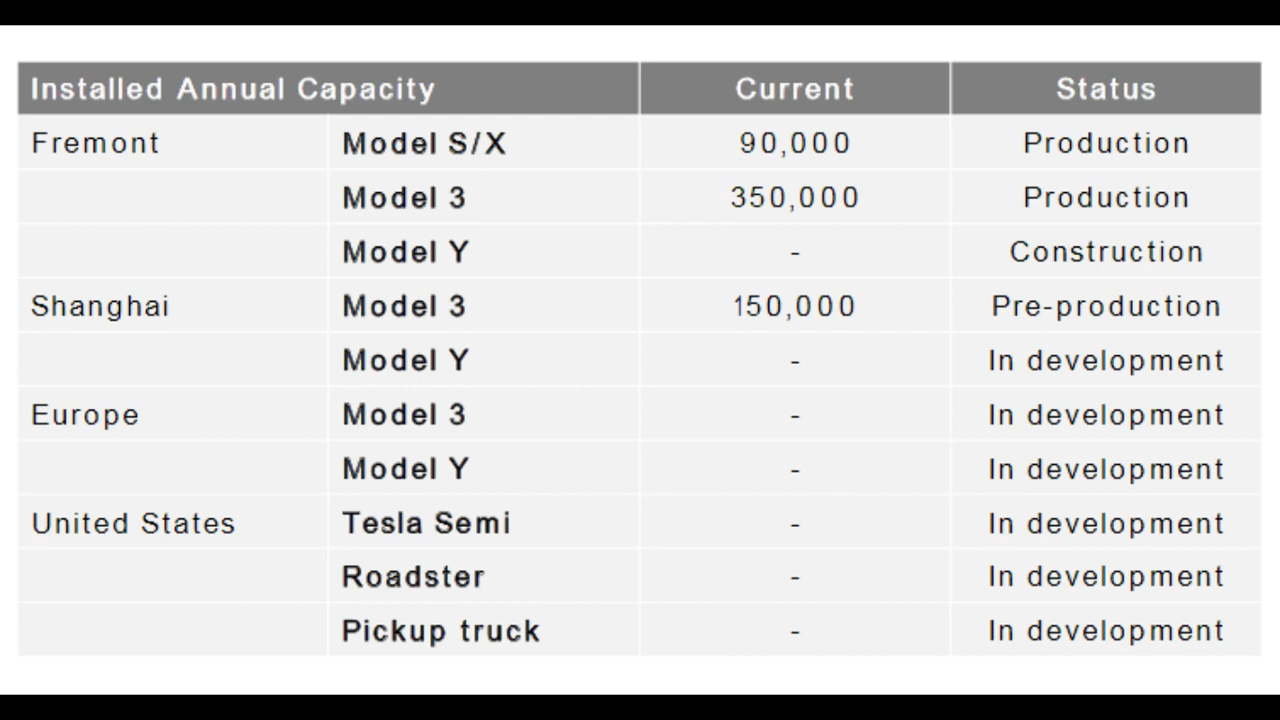 Installed Annual Capacity Current Status
Fremont Model S/X 90,000 Production
Model 3 350,000 Production
Model Y - Construction
Shanghai Model 3 150,000 Pre-production
Model Y - In development
Europe Model 3 - In development
Model Y - In development
United States Tesla Semi - In development
Roadster - In development
Pickup truck - In development